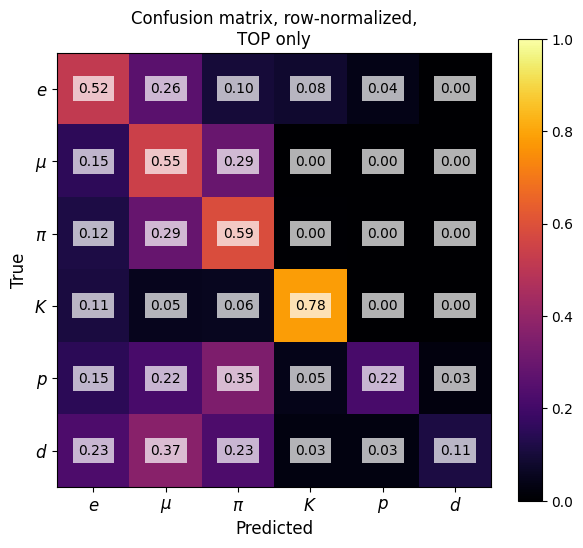 Confusion matrix, row-normalized,
TOP only
1.0
e 0.52 0.26 0.10 0.08 0.04 0.00
0.8
μ 0.15 0.55 0.29 0.00 0.00 0.00
0.6
π 0.12 0.29 0.59 0.00 0.00 0.00
True
0.4
K 0.11 0.05 0.06 0.78 0.00 0.00
p 0.15 0.22 0.35 0.05 0.22 0.03
0.2
d 0.23 0.37 0.23 0.03 0.03 0.11
0.0
e μ π K p d
Predicted